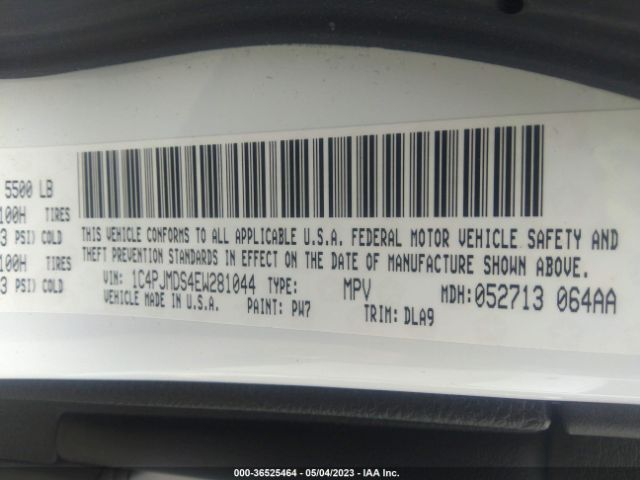 5500 LB
100H TIRES
3 PSI) COLD
100H TIRES
3 PSI) COLD
THIS VEHICLE CONFORMS TO ALL APPLICABLE U.S.A. FEDERAL MOTOR VEHICLE SAFETY AND
THEFT PREVENTION STANDARDS IN EFFECT ON THE DATE OF MANUFACTURE SHOWN ABOVE.
VIN: 1C4PJMDS4EW281044 TYPE: MPV MDH: 052713 064AA
VEHICLE MADE IN U.S.A. PAINT: PW7 TRIM: DLA9
000-36525464 - 05/04/2023 - IAA Corp.